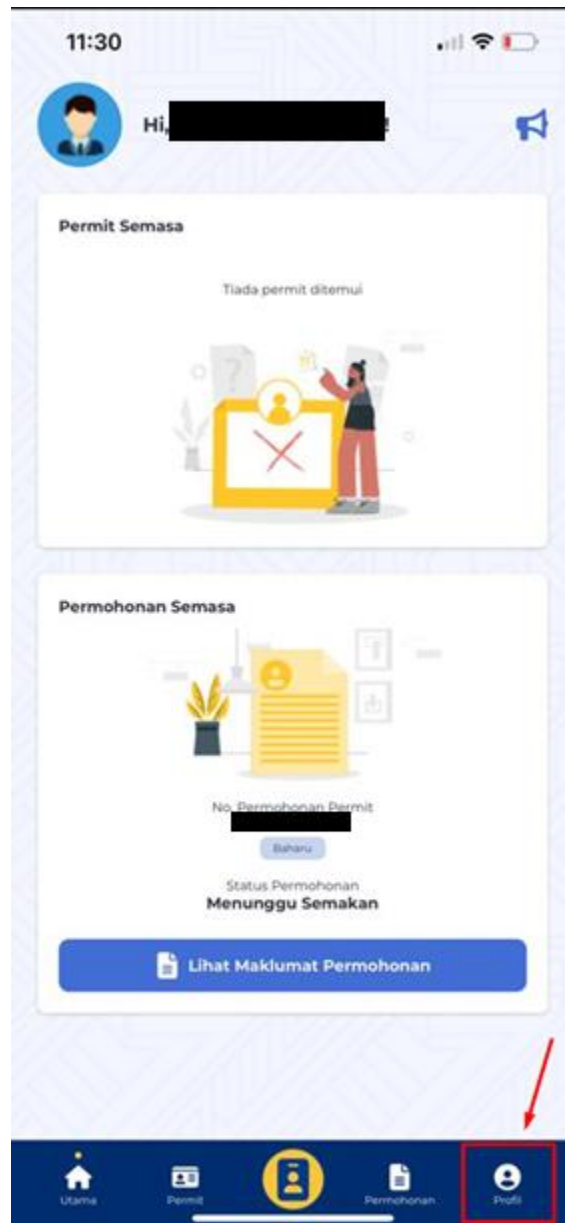 11:30
Hi, !
Permit Semasa
Tiada permit ditemui
Permohonan Semasa
No. Permohonan Permit
Baharu
Status Permohonan
Menunggu Semakan
Lihat Maklumat Permohonan
Utama
Permit
Permohonan
Profil